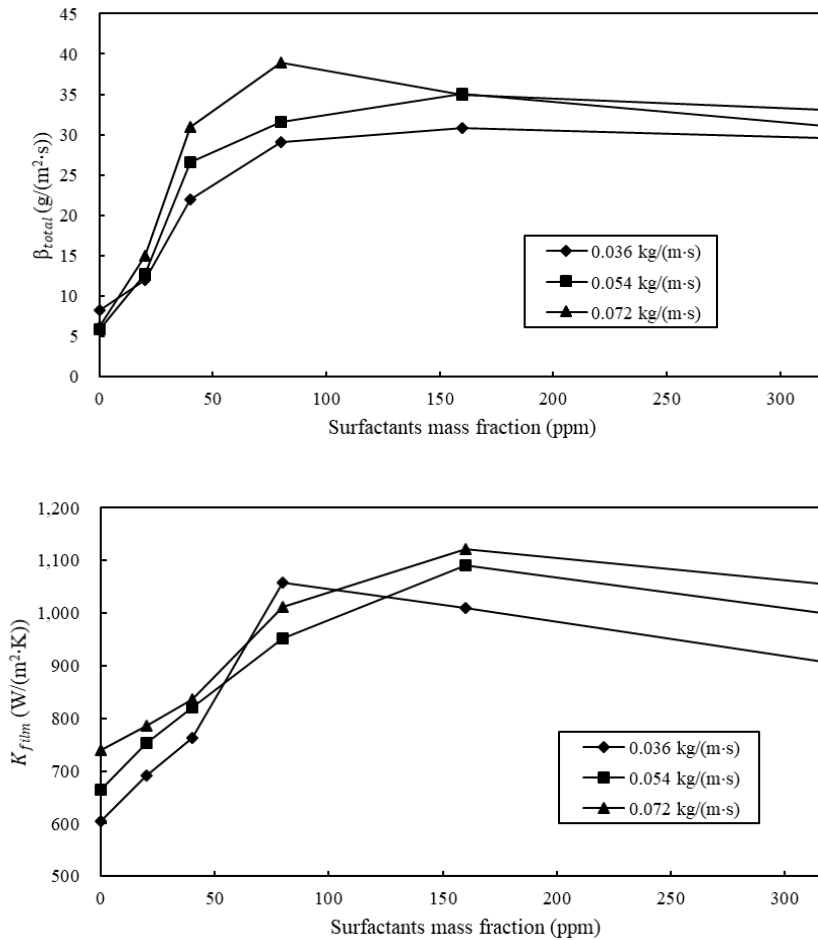 45
40
35
30
25
20
15
10
5
0
β_total (g/(m²·s))
0.036 kg/(m·s)
0.054 kg/(m·s)
0.072 kg/(m·s)
0 50 100 150 200 250 300
Surfactants mass fraction (ppm)
1,200
1,100
1,000
900
800
700
600
500
K_film (W/(m²·K))
0.036 kg/(m·s)
0.054 kg/(m·s)
0.072 kg/(m·s)
0 50 100 150 200 250 300
Surfactants mass fraction (ppm)